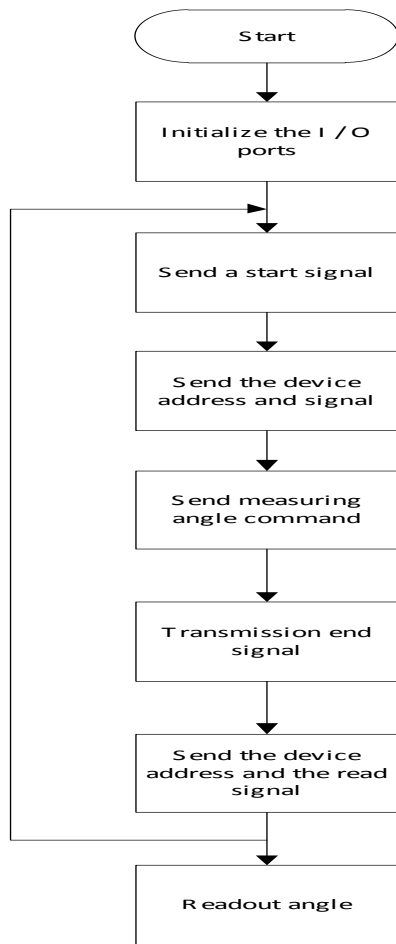 Start
Initialize the I / O
ports
Send a start signal
Send the device
address and signal
Send measuring
angle command
Transmission end
signal
Send the device
address and the read
signal
Readout angle